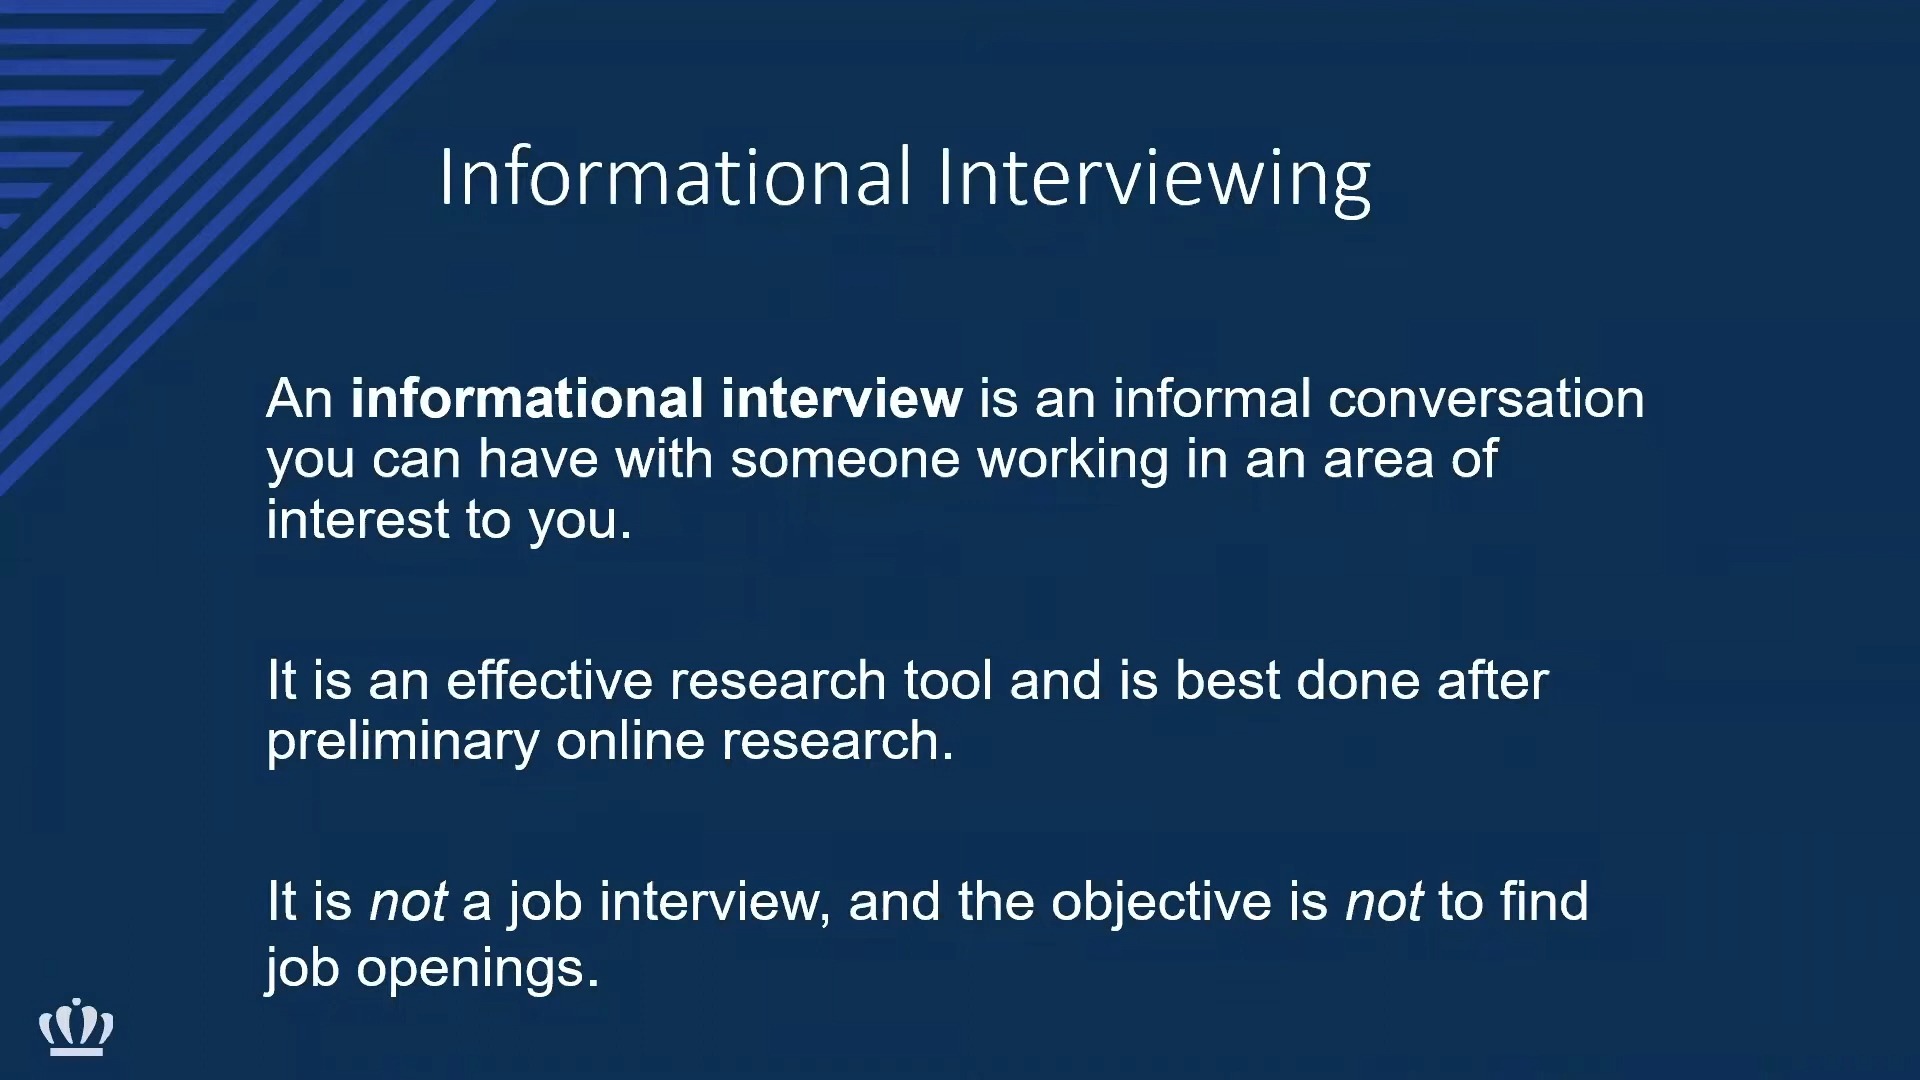 Informational Interviewing
An informational interview is an informal conversation
you can have with someone working in an area of
interest to you.
It is an effective research tool and is best done after
preliminary online research.
It is not a job interview, and the objective is not to find
job openings.